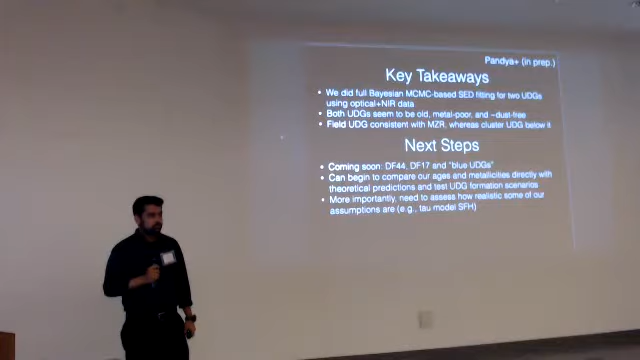 Pandya+ (in prep.)
Key Takeaways
• We did full Bayesian MCMC-based SED fitting for two UDGs
using optical+NIR data
• Both UDGs seem to be old, metal-poor, and ~dust-free
• Field UDG consistent with MZR, whereas cluster UDG below it
Next Steps
• Coming soon: DF44, DF17 and "blue UDGs"
• Can begin to compare our ages and metallicities directly with
theoretical predictions and test UDG formation scenarios
• More importantly, need to assess how realistic some of our
assumptions are (e.g., tau model SFH)